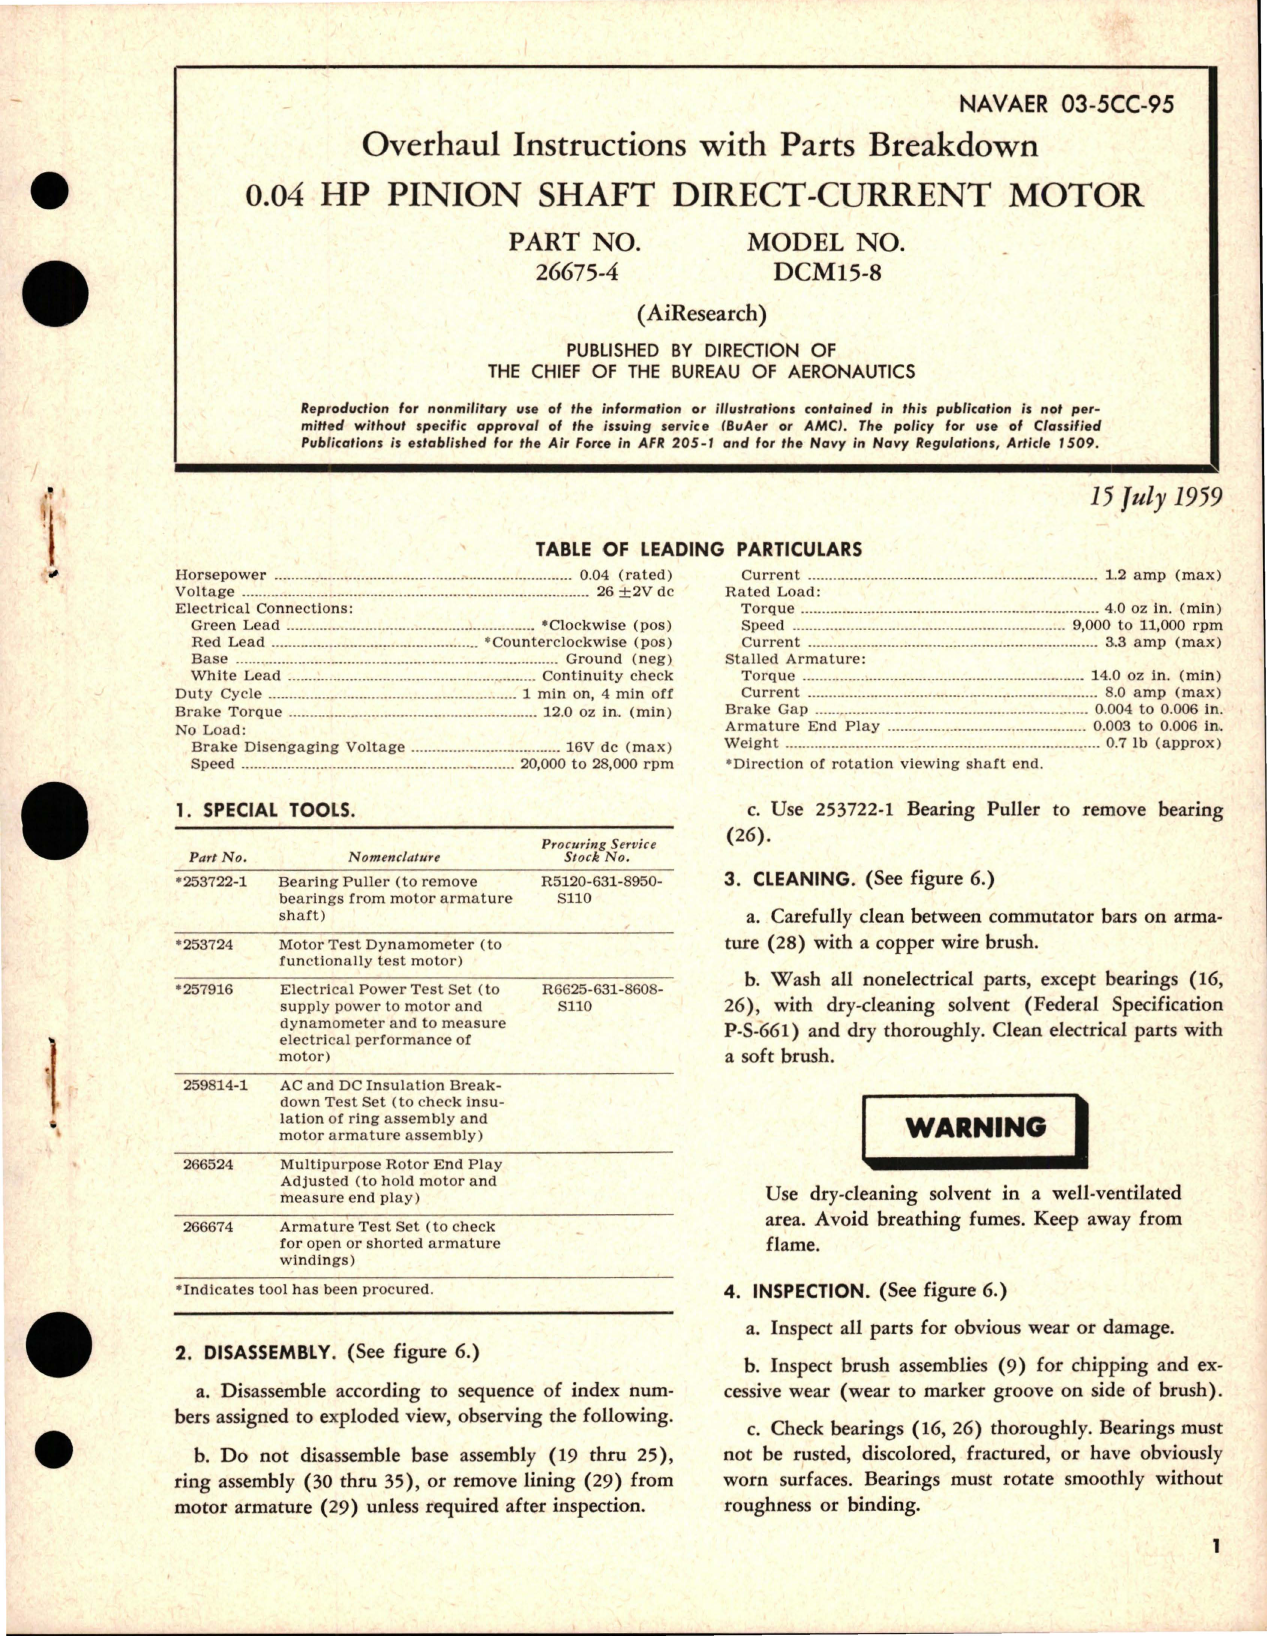 NAVAER 03-5CC-95
Overhaul Instructions with Parts Breakdown
0.04 HP PINION SHAFT DIRECT-CURRENT MOTOR
PART NO. MODEL NO.
26675-4 DCM15-8
(AiResearch)
PUBLISHED BY DIRECTION OF
THE CHIEF OF THE BUREAU OF AERONAUTICS
Reproduction for nonmilitary use of the information or illustrations contained in this publication is not per-
mitted without specific approval of the issuing service (BuAer or AMC). The policy for use of Classified
Publications is established for the Air Force in AFR 205-1 and for the Navy in Navy Regulations, Article 1509.
15 July 1959
TABLE OF LEADING PARTICULARS
Horsepower 0.04 (rated)
Voltage 26 ±2V dc
Electrical Connections:
Green Lead *Clockwise (pos)
Red Lead *Counterclockwise (pos)
Base Ground (neg)
White Lead Continuity check
Duty Cycle 1 min on, 4 min off
Brake Torque 12.0 oz in. (min)
No Load:
Brake Disengaging Voltage 16V dc (max)
Speed 20,000 to 28,000 rpm
Current 1.2 amp (max)
Rated Load:
Torque 4.0 oz in. (min)
Speed 9,000 to 11,000 rpm
Current 3.3 amp (max)
Stalled Armature:
Torque 14.0 oz in. (min)
Current 8.0 amp (max)
Brake Gap 0.004 to 0.006 in.
Armature End Play 0.003 to 0.006 in.
Weight 0.7 lb (approx)
*Direction of rotation viewing shaft end.
1. SPECIAL TOOLS.
Procuring Service
Part No. Nomenclature Stock No.
*253722-1 Bearing Puller (to remove R5120-631-8950-
bearings from motor armature S110
shaft)
*253724 Motor Test Dynamometer (to
functionally test motor)
*257916 Electrical Power Test Set (to R6625-631-8608-
supply power to motor and S110
dynamometer and to measure
electrical performance of
motor)
259814-1 AC and DC Insulation Break-
down Test Set (to check insu-
lation of ring assembly and
motor armature assembly)
266524 Multipurpose Rotor End Play
Adjusted (to hold motor and
measure end play)
266674 Armature Test Set (to check
for open or shorted armature
windings)
*Indicates tool has been procured.
2. DISASSEMBLY. (See figure 6.)
a. Disassemble according to sequence of index num-
bers assigned to exploded view, observing the following.
b. Do not disassemble base assembly (19 thru 25),
ring assembly (30 thru 35), or remove lining (29) from
motor armature (29) unless required after inspection.
c. Use 253722-1 Bearing Puller to remove bearing
(26).
3. CLEANING. (See figure 6.)
a. Carefully clean between commutator bars on arma-
ture (28) with a copper wire brush.
b. Wash all nonelectrical parts, except bearings (16,
26), with dry-cleaning solvent (Federal Specification
P-S-661) and dry thoroughly. Clean electrical parts with
a soft brush.
WARNING
Use dry-cleaning solvent in a well-ventilated
area. Avoid breathing fumes. Keep away from
flame.
4. INSPECTION. (See figure 6.)
a. Inspect all parts for obvious wear or damage.
b. Inspect brush assemblies (9) for chipping and ex-
cessive wear (wear to marker groove on side of brush).
c. Check bearings (16, 26) thoroughly. Bearings must
not be rusted, discolored, fractured, or have obviously
worn surfaces. Bearings must rotate smoothly without
roughness or binding.
1